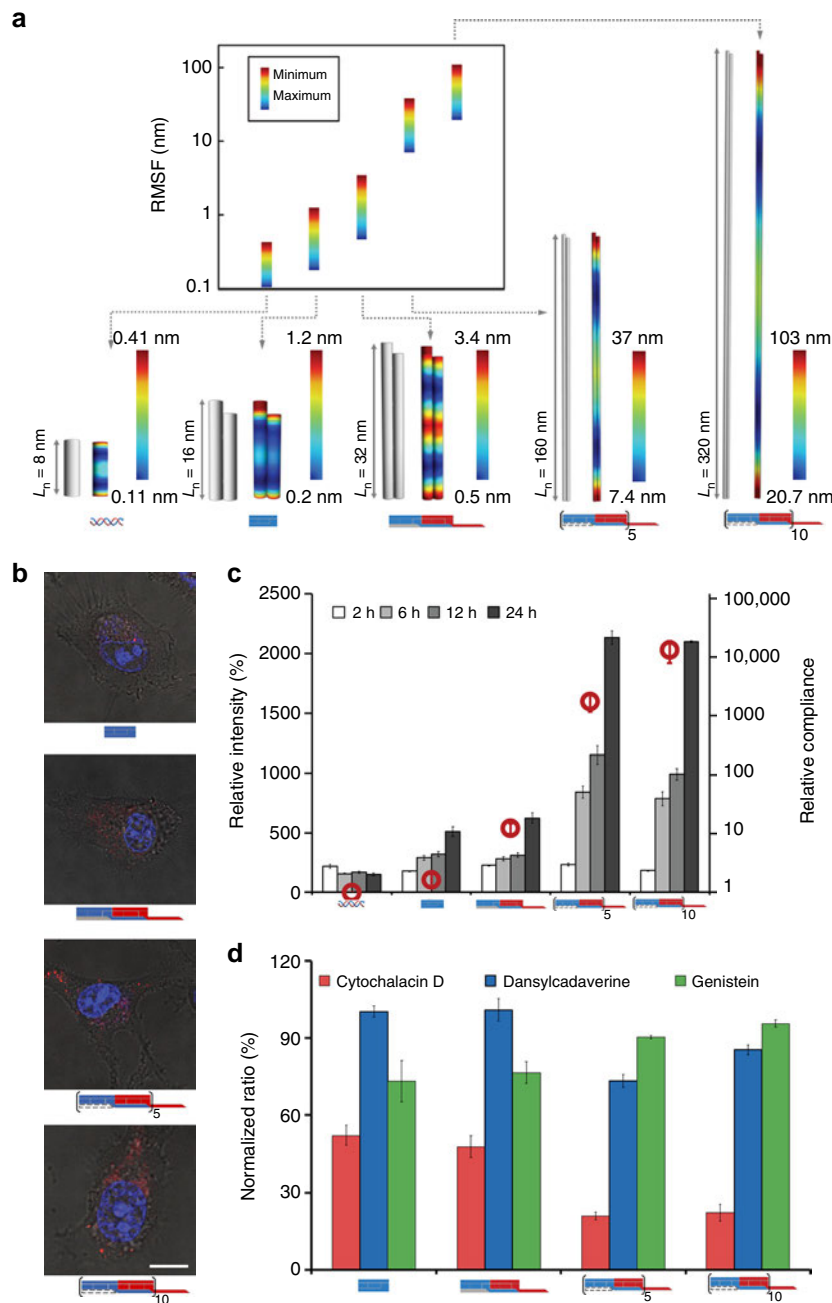 a
100
10
1
0.1
RMSF (nm)
Minimum
Maximum
0.41 nm
0.11 nm
Ln = 8 nm
1.2 nm
0.2 nm
Ln = 16 nm
3.4 nm
0.5 nm
Ln = 32 nm
37 nm
7.4 nm
Ln = 160 nm
5
103 nm
20.7 nm
Ln = 320 nm
10
b
5
10
c
2500
2000
1500
1000
500
0
Relative intensity (%)
2 h 6 h 12 h 24 h
100,000
10,000
1000
100
10
1
Relative compliance
5
10
d
120
90
60
30
0
Normalized ratio (%)
Cytochalacin D Dansylcadaverine Genistein
5
10